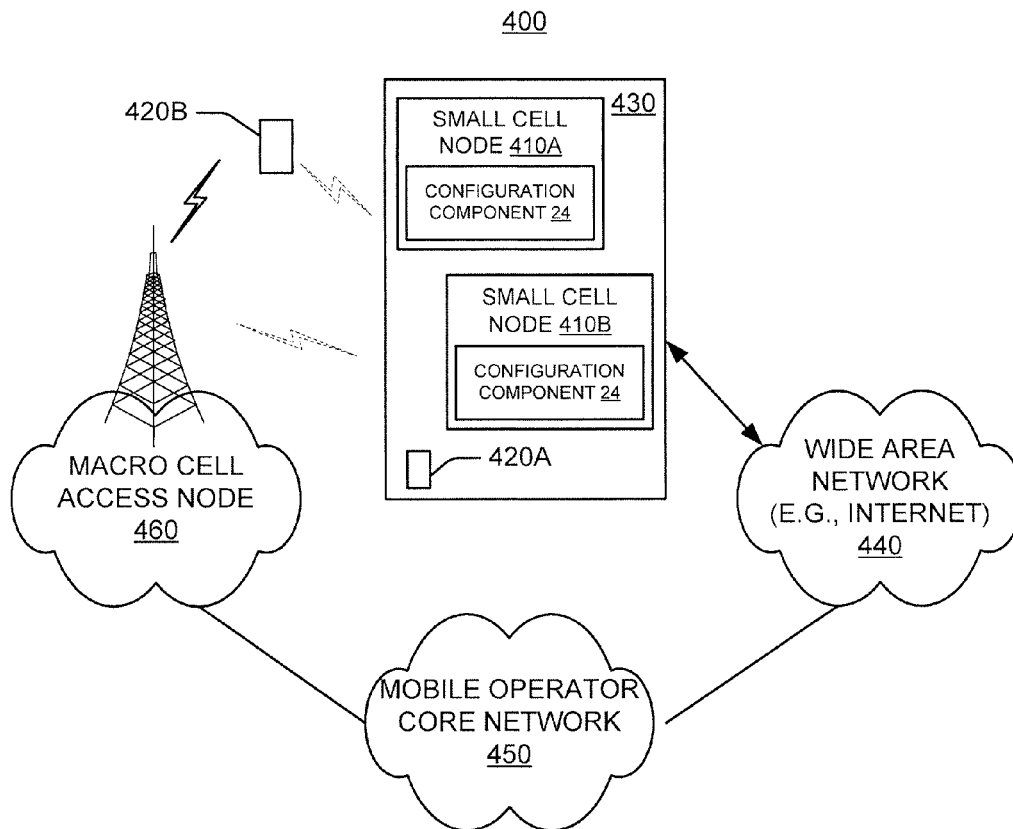 400
420B
430
SMALL CELL
NODE 410A
CONFIGURATION
COMPONENT 24
SMALL CELL
NODE 410B
CONFIGURATION
COMPONENT 24
420A
MACRO CELL
ACCESS NODE
460
WIDE AREA
NETWORK
(E.G., INTERNET)
440
MOBILE OPERATOR
CORE NETWORK
450